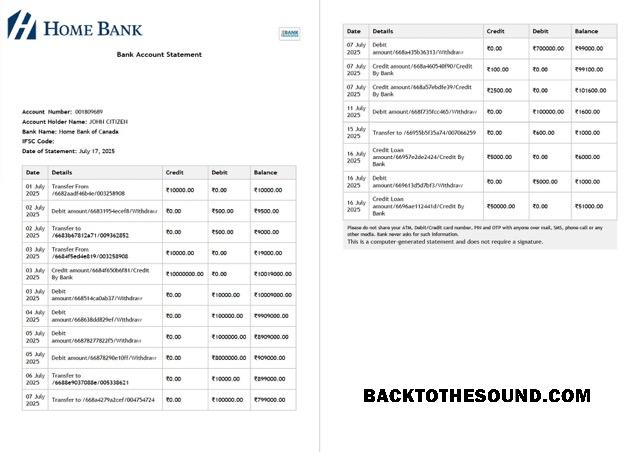 HOME BANK
BANK
Bank Account Statement
Account Number: 001809689
Account Holder Name: JOHN CITIZEN
Bank Name: Home Bank of Canada
IFSC Code:
Date of Statement: July 17, 2025
Date Details Credit Debit Balance
01 July 2025 Transfer From /6682aadf46b4e/003258908 ₹10000.00 ₹0.00 ₹10000.00
02 July 2025 Debit amount/66831954ecef8/Withdrawr ₹0.00 ₹500.00 ₹9500.00
02 July 2025 Transfer to /6683b67812a71/009362852 ₹0.00 ₹500.00 ₹9000.00
03 July 2025 Transfer From /6684f5ed4e819/003258908 ₹10000.00 ₹0.00 ₹19000.00
03 July 2025 Credit amount/6684f650b6f81/Credit By Bank ₹10000000.00 ₹0.00 ₹10019000.00
03 July 2025 Debit amount/668514ca0ab37/Withdrawr ₹0.00 ₹10000.00 ₹10009000.00
04 July 2025 Debit amount/668638dd829ef/Withdrawr ₹0.00 ₹100000.00 ₹9909000.00
05 July 2025 Debit amount/66878277822f5/Withdrawr ₹0.00 ₹1000000.00 ₹8909000.00
05 July 2025 Debit amount/66878290e10ff/Withdrawr ₹0.00 ₹8000000.00 ₹909000.00
06 July 2025 Transfer to /6688e9037088e/005338621 ₹0.00 ₹10000.00 ₹899000.00
07 July 2025 Transfer to /668a4279a2cef/004754724 ₹0.00 ₹100000.00 ₹799000.00
Date Details Credit Debit Balance
07 July 2025 Debit amount/668a435b36313/Withdrawr ₹0.00 ₹700000.00 ₹99000.00
07 July 2025 Credit amount/668a460548f90/Credit By Bank ₹100.00 ₹0.00 ₹99100.00
07 July 2025 Credit amount/668a57ebdfe39/Credit By Bank ₹2500.00 ₹0.00 ₹101600.00
11 July 2025 Debit amount/668f735fcc465/Withdrawr ₹0.00 ₹100000.00 ₹1600.00
15 July 2025 Transfer to /66955b5f35a74/007066259 ₹0.00 ₹600.00 ₹1000.00
16 July 2025 Credit Loan amount/66957e2de2424/Credit By Bank ₹5000.00 ₹0.00 ₹6000.00
16 July 2025 Debit amount/669613d5d7bf3/Withdrawr ₹0.00 ₹5000.00 ₹1000.00
16 July 2025 Credit Loan amount/6696ae112441d/Credit By Bank ₹50000.00 ₹0.00 ₹51000.00
Please do not share your ATM, Debit/Credit card number, PIN and OTP with anyone over mail, SMS, phone call or any
other media. Bank never asks for such information.
This is a computer-generated statement and does not require a signature.
BACKTOTHESOUND.COM